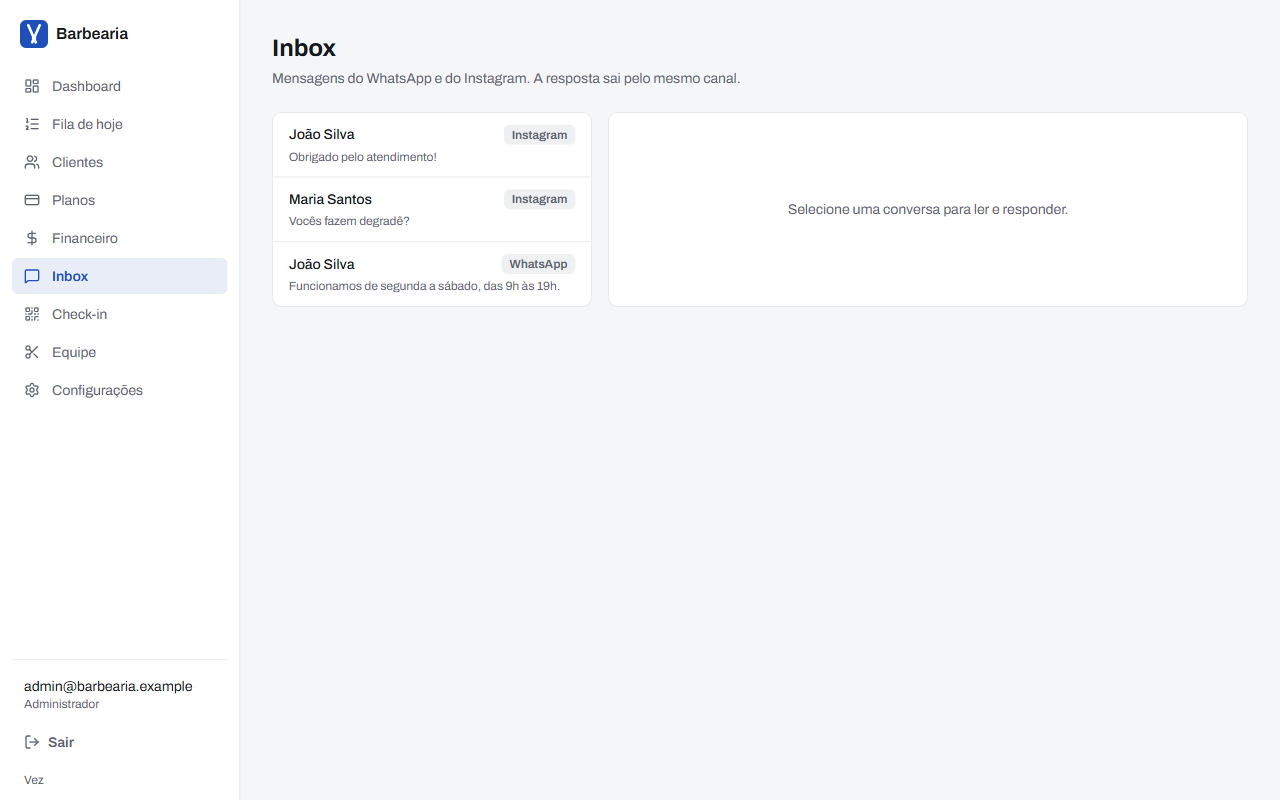 Barbearia
Dashboard
Fila de hoje
Clientes
Planos
Financeiro
Inbox
Check-in
Equipe
Configurações
admin@barbearia.example
Administrador
Sair
Vez
Inbox
Mensagens do WhatsApp e do Instagram. A resposta sai pelo mesmo canal.
João Silva Instagram
Obrigado pelo atendimento!
Maria Santos Instagram
Vocês fazem degradê?
João Silva WhatsApp
Funcionamos de segunda a sábado, das 9h às 19h.
Selecione uma conversa para ler e responder.